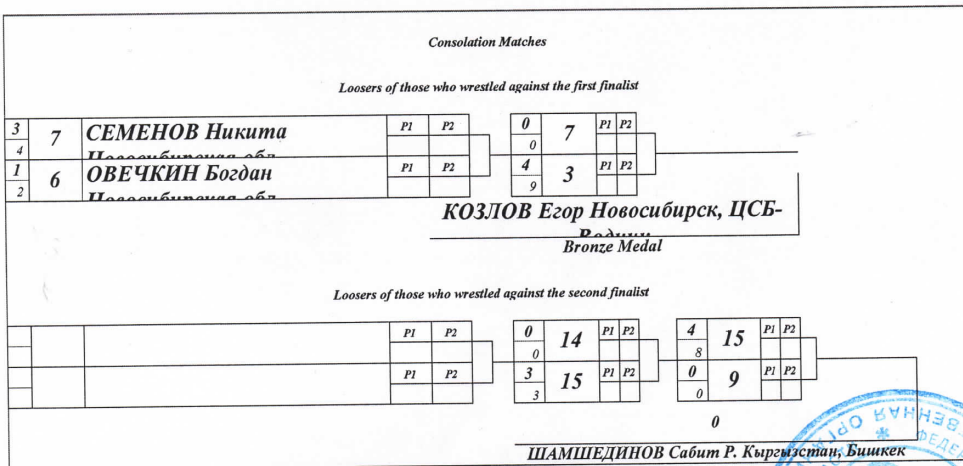 Consolation Matches
Loosers of those who wrestled against the first finalist
3 7 СЕМЕНОВ Никита P1 P2 0 7 P1 P2
4 Новосибирская обл 0
1 6 ОВЕЧКИН Богдан P1 P2 4 3 P1 P2
2 Новосибирская обл 9
КОЗЛОВ Егор Новосибирск, ЦСБ-
Bronze Medal
Loosers of those who wrestled against the second finalist
P1 P2 0 14 P1 P2 4 15 P1 P2
0 8
P1 P2 3 15 P1 P2 0 9 P1 P2
3 0
0
ШАМШЕДИНОВ Сабит Р. Кыргызстан, Бишкек